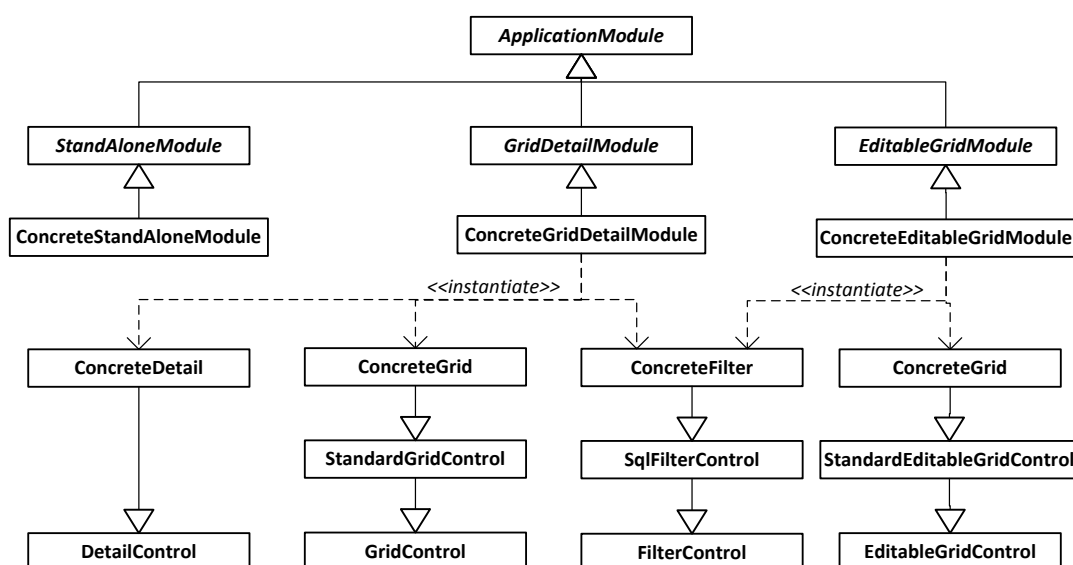 ApplicationModule
StandAloneModule
GridDetailModule
EditableGridModule
ConcreteStandAloneModule
ConcreteGridDetailModule
ConcreteEditableGridModule
<<instantiate>>
<<instantiate>>
ConcreteDetail
ConcreteGrid
ConcreteFilter
ConcreteGrid
StandardGridControl
SqlFilterControl
StandardEditableGridControl
DetailControl
GridControl
FilterControl
EditableGridControl